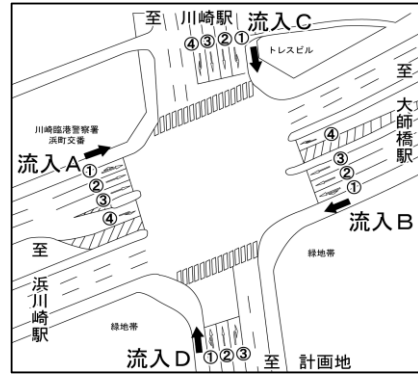 至 川崎駅
流入C
④③②①
トレスビル
至
大師橋駅
川崎臨港警察署
浜町交番
流入A
①
②
③
④
④
③
②
①
流入B
至
浜川崎駅
緑地帯
緑地帯
流入D
①②③
至 計画地